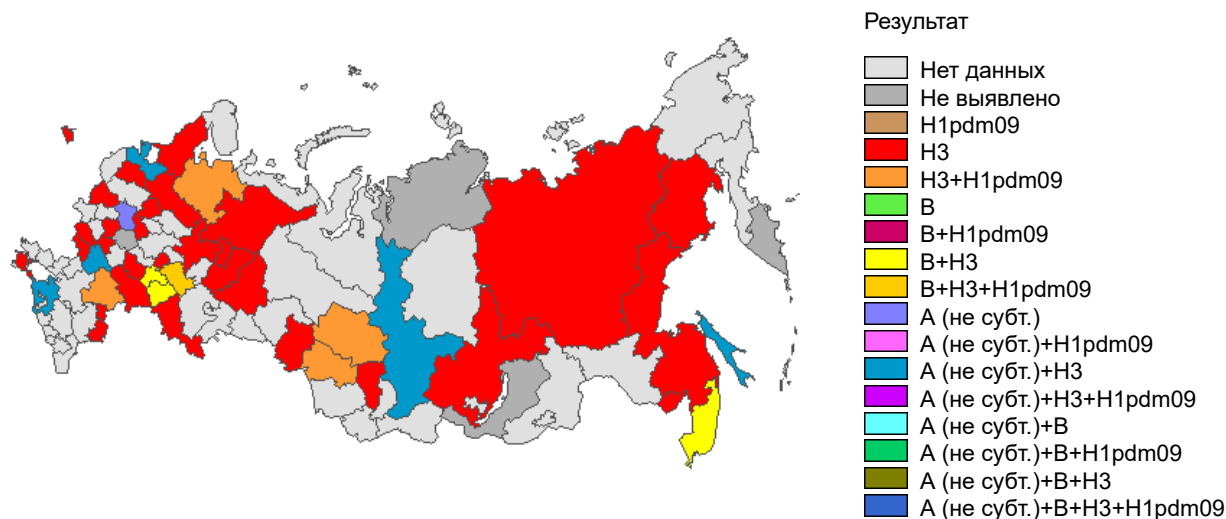 Результат
Нет данных
Не выявлено
H1pdm09
H3
H3+H1pdm09
B
B+H1pdm09
B+H3
B+H3+H1pdm09
A (не субт.)
A (не субт.)+H1pdm09
A (не субт.)+H3
A (не субт.)+H3+H1pdm09
A (не субт.)+B
A (не субт.)+B+H1pdm09
A (не субт.)+B+H3
A (не субт.)+B+H3+H1pdm09